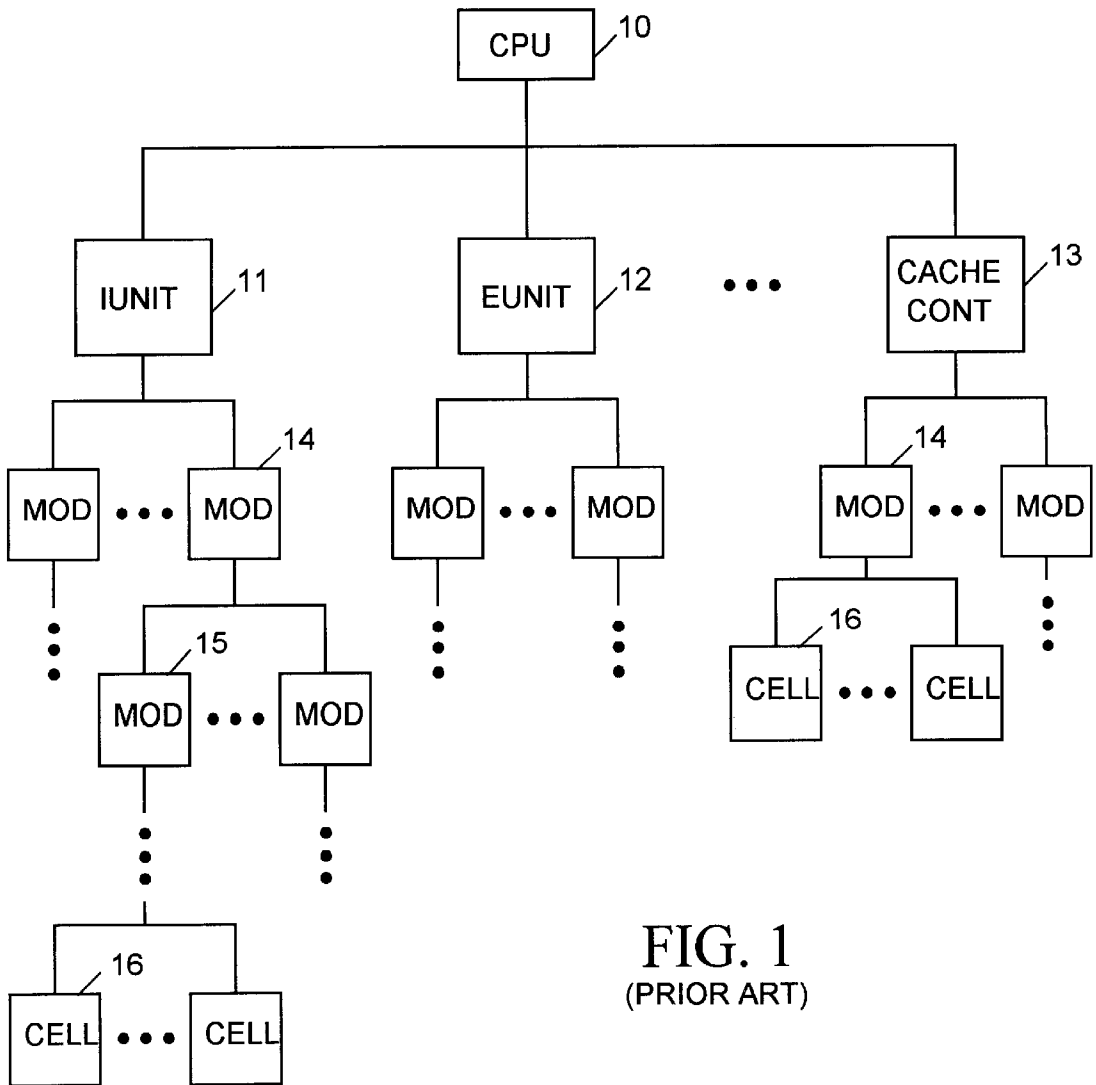 CPU
10
IUNIT
11
EUNIT
12
CACHE
CONT
13
MOD
MOD
14
MOD
MOD
MOD
14
MOD
MOD
15
MOD
CELL
16
CELL
CELL
16
CELL
FIG. 1
(PRIOR ART)